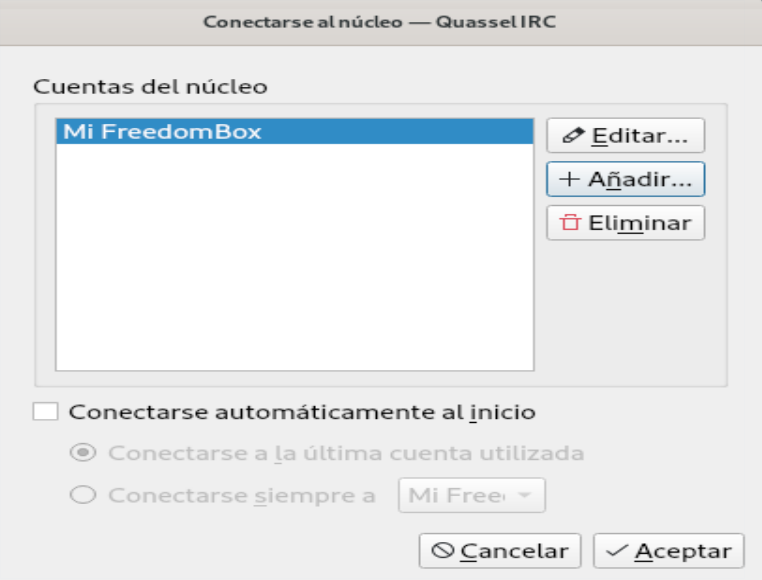 Conectarse al núcleo — Quassel IRC
Cuentas del núcleo
Mi FreedomBox
Editar...
Añadir...
Eliminar
Conectarse automáticamente al inicio
Conectarse a la última cuenta utilizada
Conectarse siempre a Mi Free
Cancelar Aceptar